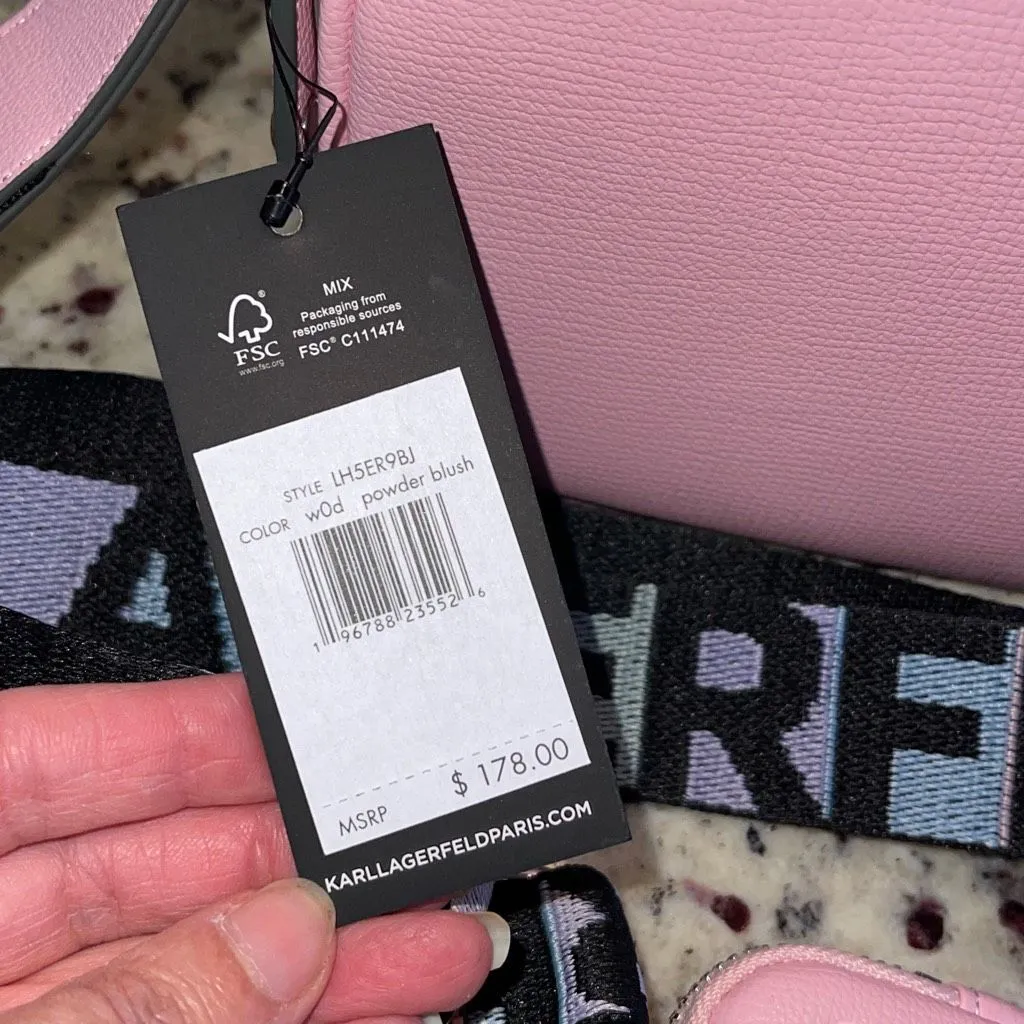 MIX
Packaging from
responsible sources
FSC® C111474
®
FSC
www.fsc.org
STYLE LH5ER9BJ
COLOR w0d powder blush
1 96788 23552 6
MSRP $ 178.00
KARLLAGERFELDPARIS.COM